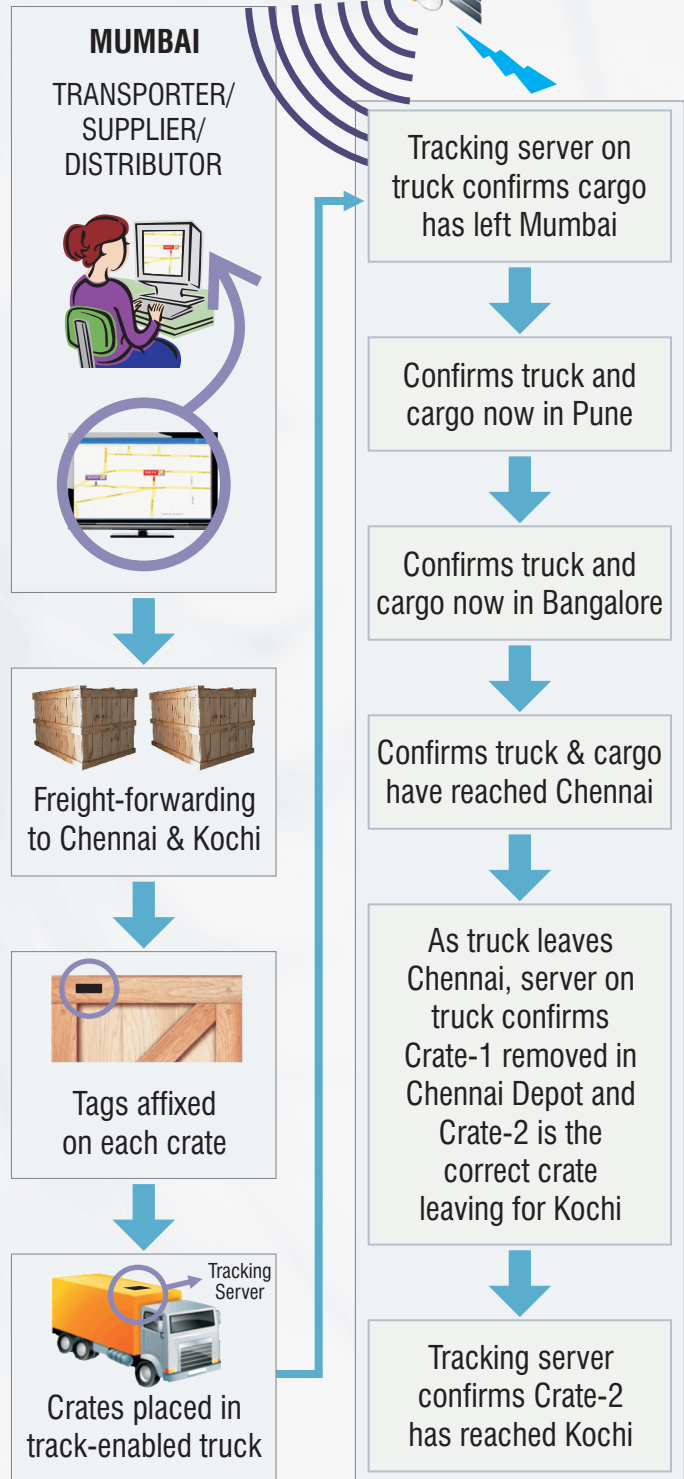 MUMBAI
TRANSPORTER/
SUPPLIER/
DISTRIBUTOR
Freight-forwarding
to Chennai & Kochi
Tags affixed
on each crate
Tracking
Server
Crates placed in
track-enabled truck
Tracking server on
truck confirms cargo
has left Mumbai
Confirms truck and
cargo now in Pune
Confirms truck and
cargo now in Bangalore
Confirms truck & cargo
have reached Chennai
As truck leaves
Chennai, server on
truck confirms
Crate-1 removed in
Chennai Depot and
Crate-2 is the
correct crate
leaving for Kochi
Tracking server
confirms Crate-2
has reached Kochi